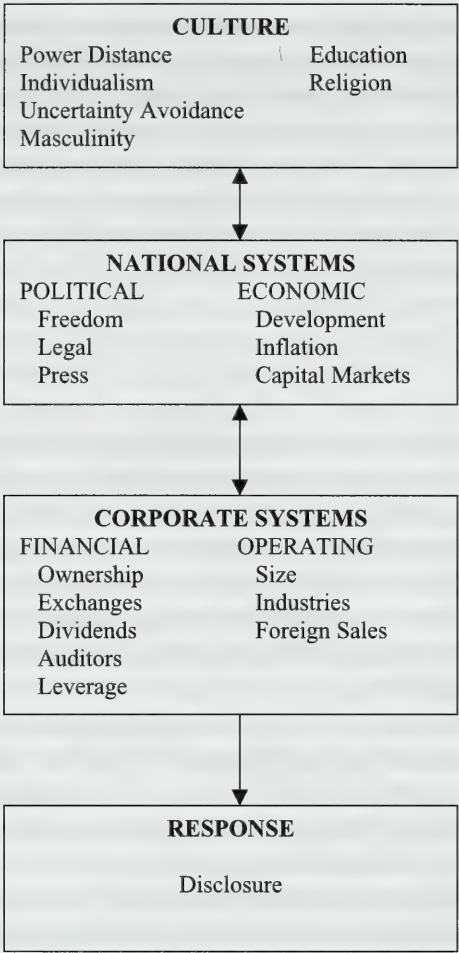 CULTURE
Power Distance Education
Individualism Religion
Uncertainty Avoidance
Masculinity
NATIONAL SYSTEMS
POLITICAL ECONOMIC
Freedom Development
Legal Inflation
Press Capital Markets
CORPORATE SYSTEMS
FINANCIAL OPERATING
Ownership Size
Exchanges Industries
Dividends Foreign Sales
Auditors
Leverage
RESPONSE
Disclosure